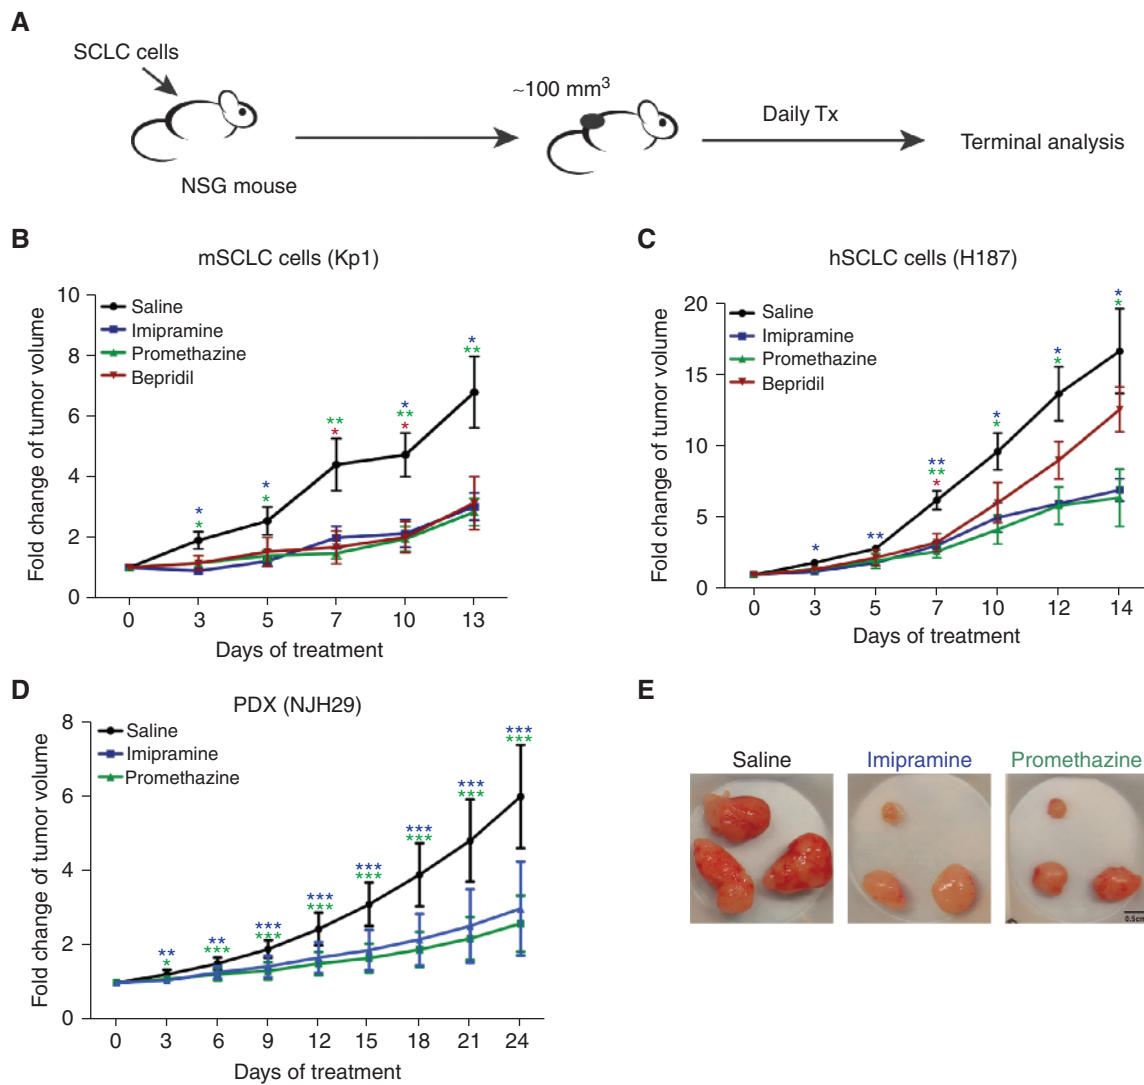 A
SCLC cells
NSG mouse
~100 mm³
Daily Tx
Terminal analysis
B
mSCLC cells (Kp1)
Fold change of tumor volume
10
8
6
4
2
0
Saline
Imipramine
Promethazine
Bepridil
*
*
*
*
**
*
*
**
*
*
**
0 3 5 7 10 13
Days of treatment
C
hSCLC cells (H187)
Fold change of tumor volume
20
15
10
5
0
Saline
Imipramine
Promethazine
Bepridil
*
**
**
**
*
*
*
*
*
*
*
0 3 5 7 10 12 14
Days of treatment
D
PDX (NJH29)
Fold change of tumor volume
8
6
4
2
0
Saline
Imipramine
Promethazine
**
*
**
***
***
***
***
***
***
***
***
***
***
***
***
***
0 3 6 9 12 15 18 21 24
Days of treatment
E
Saline
Imipramine
Promethazine
0.5cm